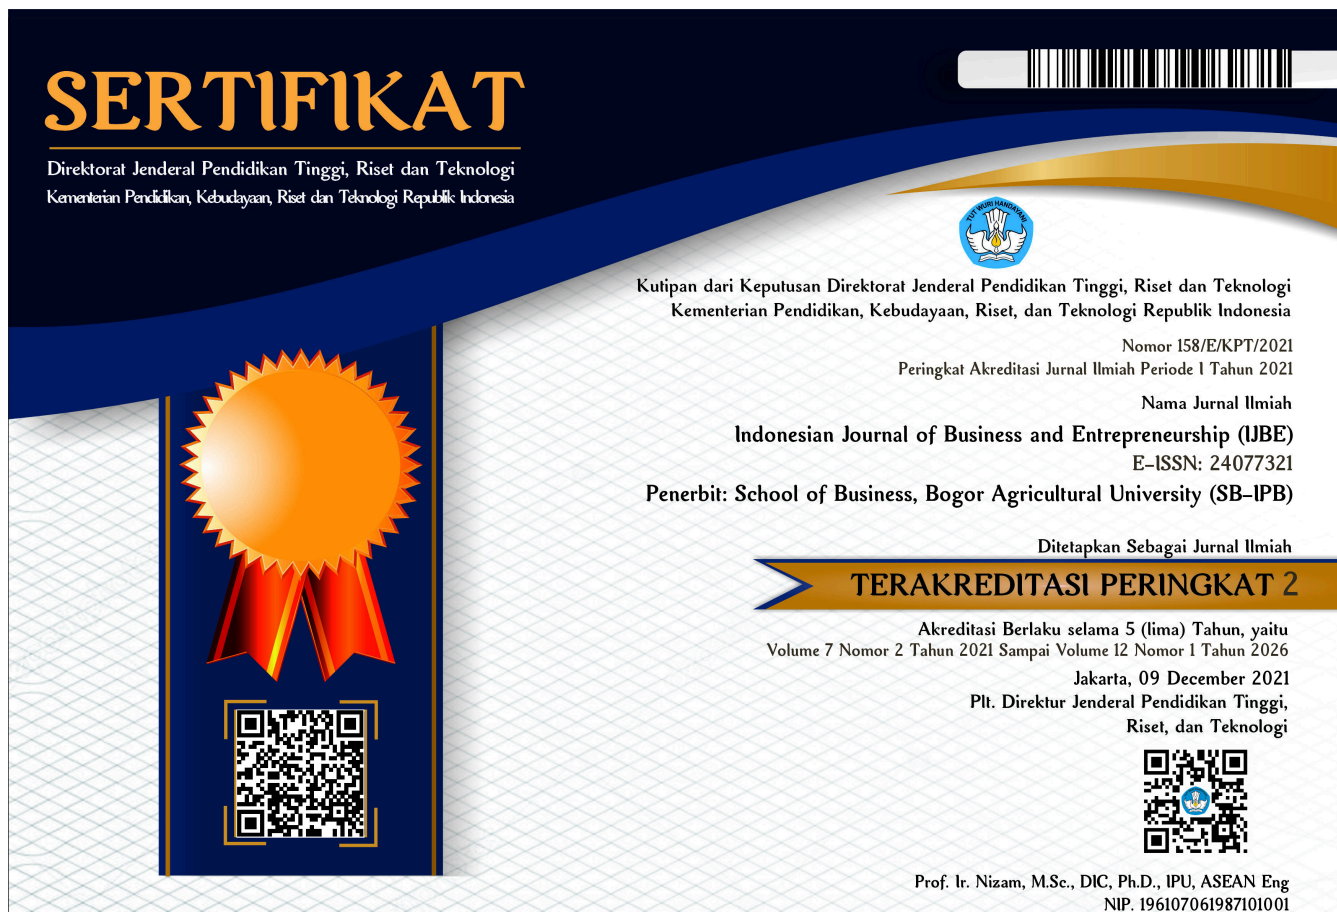 SERTIFIKAT
Direktorat Jenderal Pendidikan Tinggi, Riset dan Teknologi
Kementerian Pendidikan, Kebudayaan, Riset dan Teknologi Republik Indonesia
TUT WURI HANDAYANI
Kutipan dari Keputusan Direktorat Jenderal Pendidikan Tinggi, Riset dan Teknologi
Kementerian Pendidikan, Kebudayaan, Riset, dan Teknologi Republik Indonesia
Nomor 158/E/KPT/2021
Peringkat Akreditasi Jurnal Ilmiah Periode I Tahun 2021
Nama Jurnal Ilmiah
Indonesian Journal of Business and Entrepreneurship (IJBE)
E-ISSN: 24077321
Penerbit: School of Business, Bogor Agricultural University (SB-IPB)
Ditetapkan Sebagai Jurnal Ilmiah
TERAKREDITASI PERINGKAT 2
Akreditasi Berlaku selama 5 (lima) Tahun, yaitu
Volume 7 Nomor 2 Tahun 2021 Sampai Volume 12 Nomor 1 Tahun 2026
Jakarta, 09 December 2021
Plt. Direktur Jenderal Pendidikan Tinggi,
Riset, dan Teknologi
Prof. Ir. Nizam, M.Sc., DIC, Ph.D., IPU, ASEAN Eng
NIP. 196107061987101001